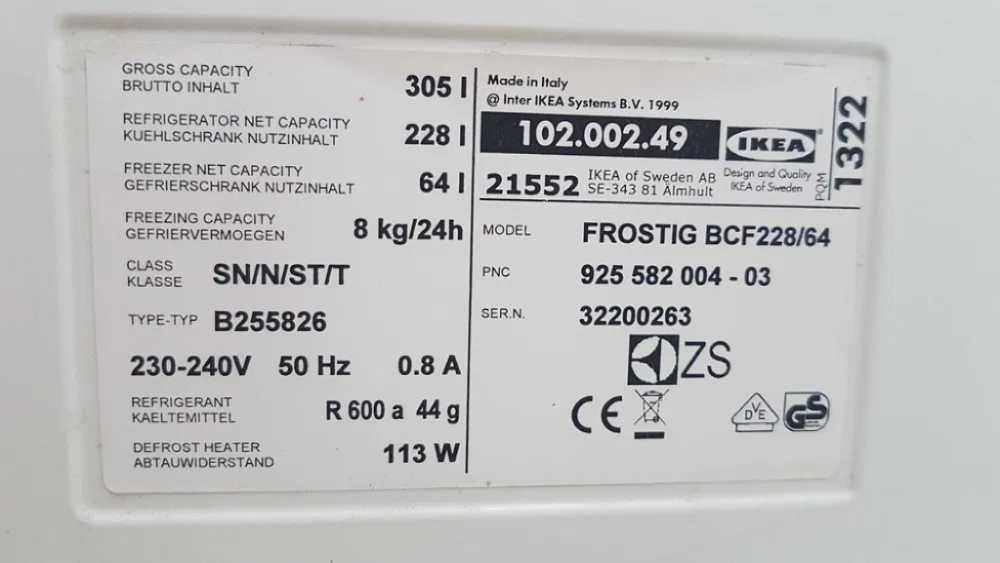 GROSS CAPACITY
BRUTTO INHALT
305 l
REFRIGERATOR NET CAPACITY
KUEHLSCHRANK NUTZINHALT
228 l
FREEZER NET CAPACITY
GEFRIERSCHRANK NUTZINHALT
64 l
FREEZING CAPACITY
GEFRIERVERMOEGEN
8 kg/24h
CLASS
KLASSE
SN/N/ST/T
TYPE-TYP B255826
230-240V 50 Hz 0.8 A
REFRIGERANT
KAELTEMITTEL
R 600 a 44 g
DEFROST HEATER
ABTAUWIDERSTAND
113 W
Made in Italy
@ Inter IKEA Systems B.V. 1999
102.002.49
IKEA
21552
IKEA of Sweden AB
SE-343 81 Älmhult
Design and Quality
IKEA of Sweden
PQM
1322
MODEL FROSTIG BCF228/64
PNC 925 582 004 - 03
SER.N. 32200263
ZS
CE
DVE
GS